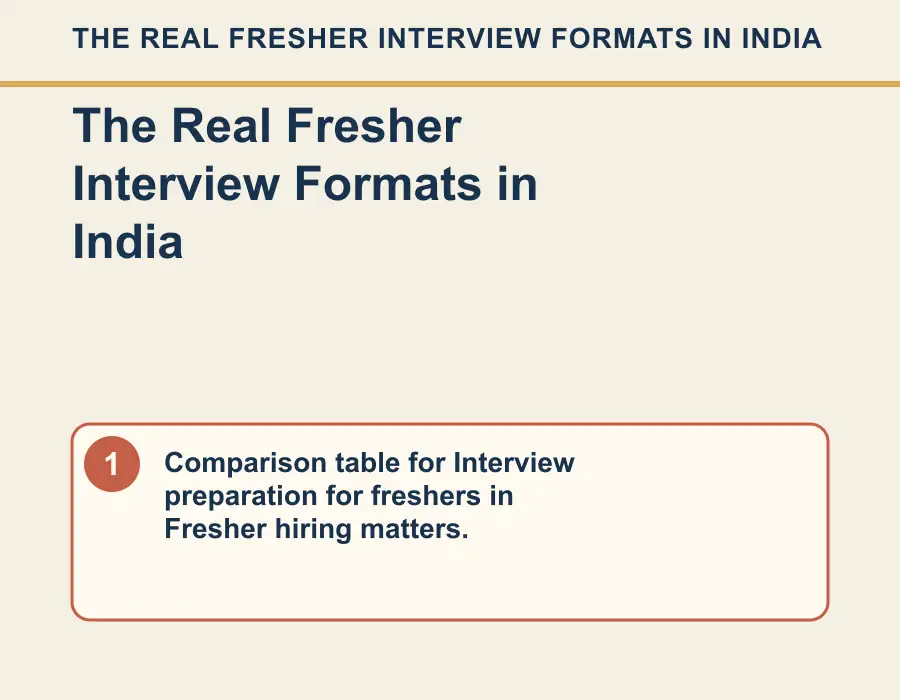 THE REAL FRESHER INTERVIEW FORMATS IN INDIA
The Real Fresher
Interview Formats in
India
1
Comparison table for Interview
preparation for freshers in
Fresher hiring matters.